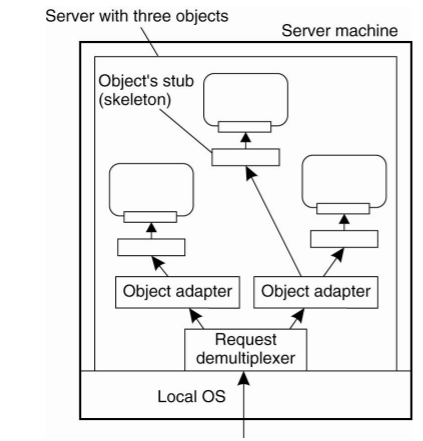 Server with three objects
Server machine
Object's stub
(skeleton)
Object adapter
Object adapter
Request
demultiplexer
Local OS